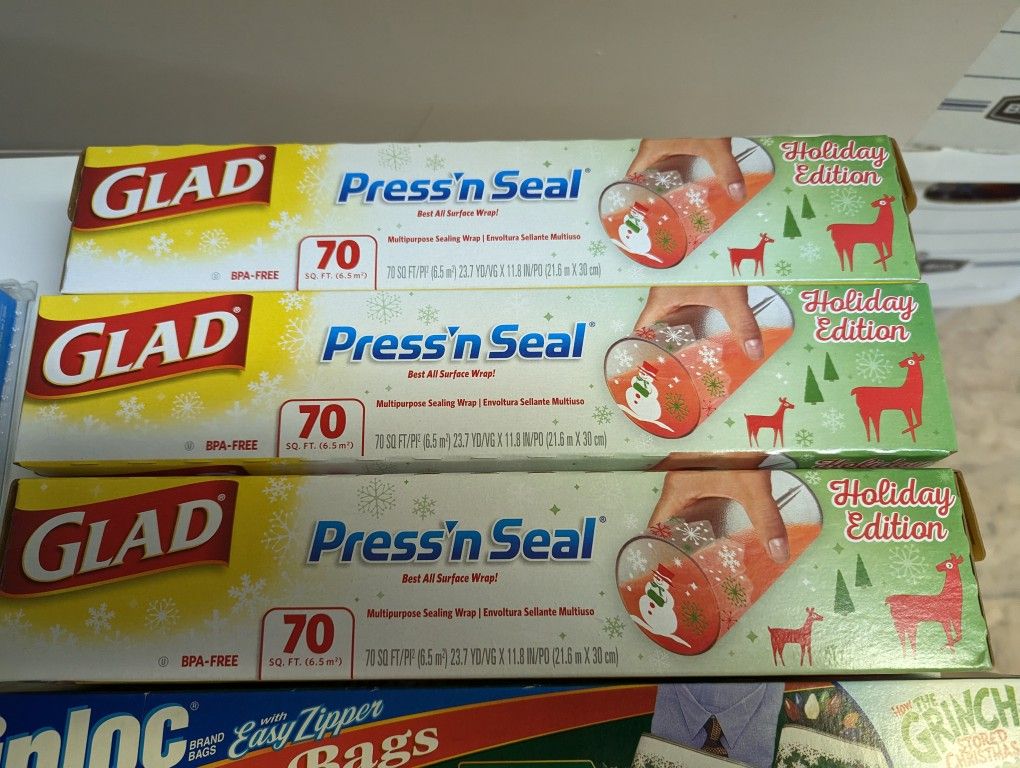 GLAD®
Press'n Seal®
Best All Surface Wrap!
Multipurpose Sealing Wrap | Envoltura Sellante Multiuso
70
SQ. FT. (6.5 m²)
70 SQ FT/PI² (6.5 m²) 23.7 YD/VG X 11.8 IN/PO (21.6 m X 30 cm)
BPA-FREE
Holiday
Edition
GLAD®
Press'n Seal®
Best All Surface Wrap!
Multipurpose Sealing Wrap | Envoltura Sellante Multiuso
70
SQ. FT. (6.5 m²)
70 SQ FT/PI² (6.5 m²) 23.7 YD/VG X 11.8 IN/PO (21.6 m X 30 cm)
BPA-FREE
Holiday
Edition
GLAD®
Press'n Seal®
Best All Surface Wrap!
Multipurpose Sealing Wrap | Envoltura Sellante Multiuso
70
SQ. FT. (6.5 m²)
70 SQ FT/PI² (6.5 m²) 23.7 YD/VG X 11.8 IN/PO (21.6 m X 30 cm)
BPA-FREE
Holiday
Edition
iploc®
BRAND
BAGS
with
Easy Zipper
Bags
HOW THE
GRINCH
STORED
CHRISTMAS